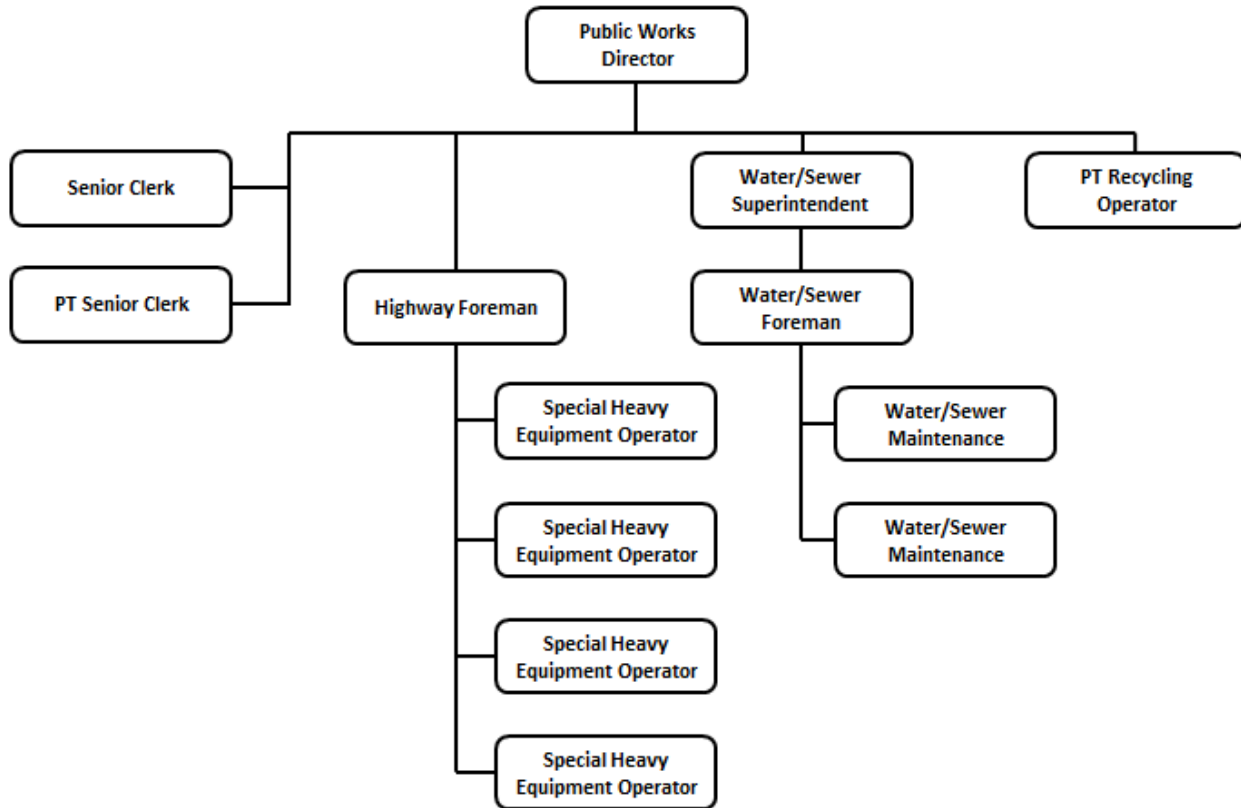 Public Works
Director
Senior Clerk
Water/Sewer
Superintendent
PT Recycling
Operator
PT Senior Clerk
Highway Foreman
Water/Sewer
Foreman
Special Heavy
Equipment Operator
Water/Sewer
Maintenance
Special Heavy
Equipment Operator
Water/Sewer
Maintenance
Special Heavy
Equipment Operator
Special Heavy
Equipment Operator